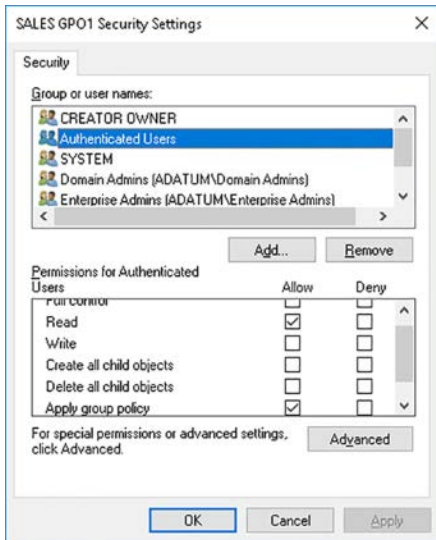 SALES GPO1 Security Settings
Security
Group or user names:
CREATOR OWNER
Authenticated Users
SYSTEM
Domain Admins (ADATUM\Domain Admins)
Enterprise Admins (ADATUM\Enterprise Admins)
Add...
Remove
Permissions for Authenticated
Users
Allow
Deny
Full control
Read
Write
Create all child objects
Delete all child objects
Apply group policy
For special permissions or advanced settings,
click Advanced.
Advanced
OK
Cancel
Apply